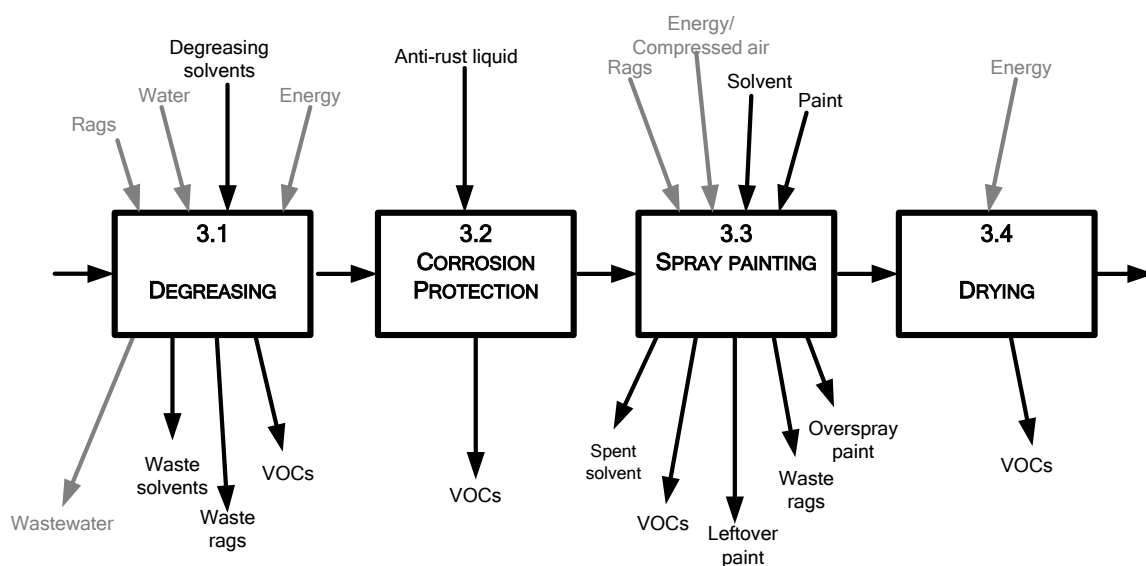 Degreasing
solvents
Water
Energy
Rags
Anti-rust liquid
Energy/
Compressed air
Rags
Solvent
Paint
Energy
3.1
DEGREASING
3.2
CORROSION
PROTECTION
3.3
SPRAY PAINTING
3.4
DRYING
Wastewater
Waste
solvents
Waste
rags
VOCs
VOCs
Spent
solvent
VOCs
Leftover
paint
Waste
rags
Overspray
paint
VOCs